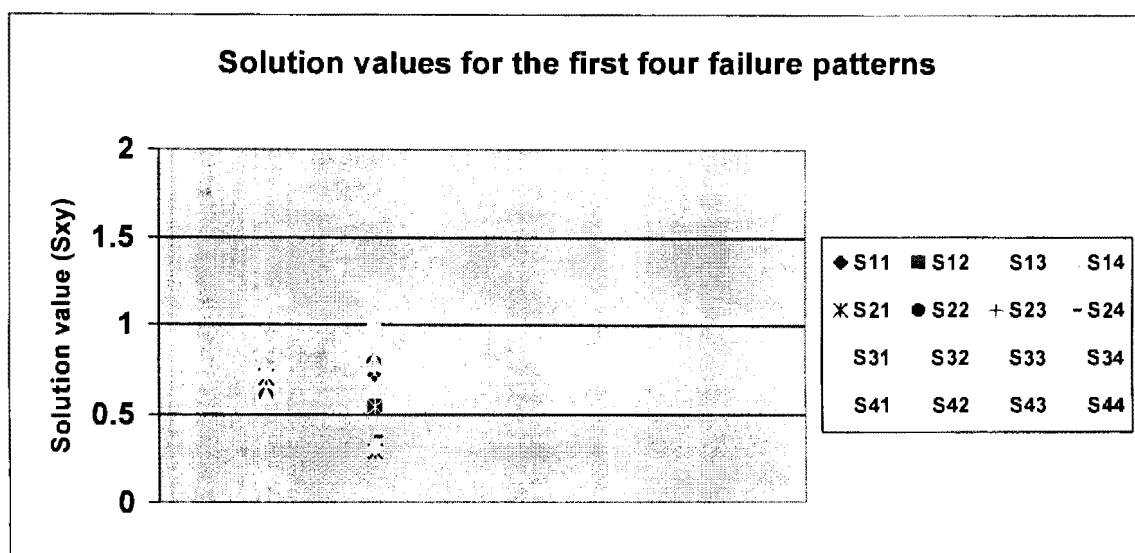 Solution values for the first four failure patterns
Solution value (Sxy)
2
1.5
1
0.5
0
S11 S12 S13 S14
S21 S22 S23 S24
S31 S32 S33 S34
S41 S42 S43 S44